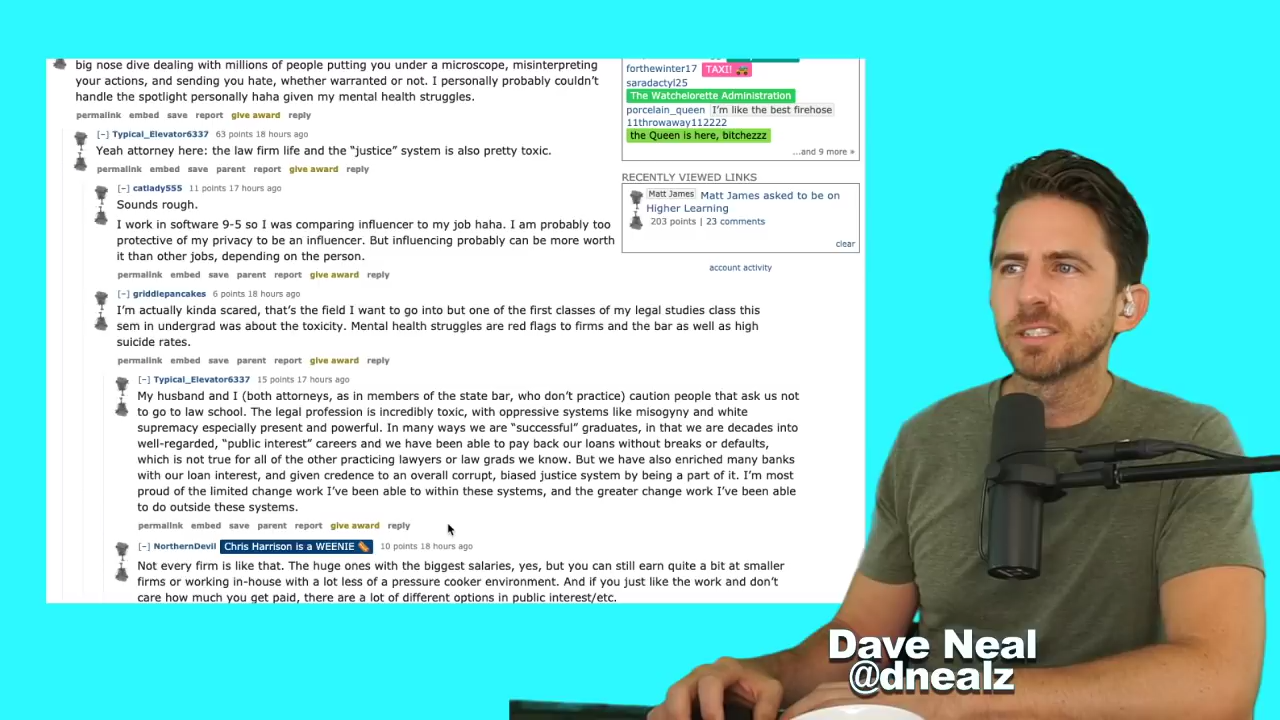 big nose dive dealing with millions of people putting you under a microscope, misinterpreting
your actions, and sending you hate, whether warranted or not. I personally probably couldn't
handle the spotlight personally haha given my mental health struggles.
permalink embed save report give award reply
[–] Typical_Elevator6337 63 points 18 hours ago
Yeah attorney here: the law firm life and the “justice” system is also pretty toxic.
permalink embed save parent report give award reply
[–] catlady555 11 points 17 hours ago
Sounds rough.
I work in software 9-5 so I was comparing influencer to my job haha. I am probably too
protective of my privacy to be an influencer. But influencing probably can be more worth
it than other jobs, depending on the person.
permalink embed save parent report give award reply
[–] griddlepancakes 6 points 18 hours ago
I'm actually kinda scared, that's the field I want to go into but one of the first classes of my legal studies class this
sem in undergrad was about the toxicity. Mental health struggles are red flags to firms and the bar as well as high
suicide rates.
permalink embed save parent report give award reply
[–] Typical_Elevator6337 15 points 17 hours ago
My husband and I (both attorneys, as in members of the state bar, who don't practice) caution people that ask us not
to go to law school. The legal profession is incredibly toxic, with oppressive systems like misogyny and white
supremacy especially present and powerful. In many ways we are “successful” graduates, in that we are decades into
well-regarded, “public interest” careers and we have been able to pay back our loans without breaks or defaults,
which is not true for all of the other practicing lawyers or law grads we know. But we have also enriched many banks
with our loan interest, and given credence to an overall corrupt, biased justice system by being a part of it. I'm most
proud of the limited change work I've been able to within these systems, and the greater change work I've been able
to do outside these systems.
permalink embed save parent report give award reply
[–] NorthernDevil Chris Harrison is a WEENIE 10 points 18 hours ago
Not every firm is like that. The huge ones with the biggest salaries, yes, but you can still earn quite a bit at smaller
firms or working in-house with a lot less of a pressure cooker environment. And if you just like the work and don't
care how much you get paid, there are a lot of different options in public interest/etc.
forthewinter17 TAXI!
saradactyl25
The Watchelorette Administration
porcelain_queen I'm like the best firehose
11throwaway112222
the Queen is here, bitchezzz
...and 9 more »
RECENTLY VIEWED LINKS
Matt James Matt James asked to be on
Higher Learning
203 points | 23 comments
clear
account activity
Dave Neal
@dnealz